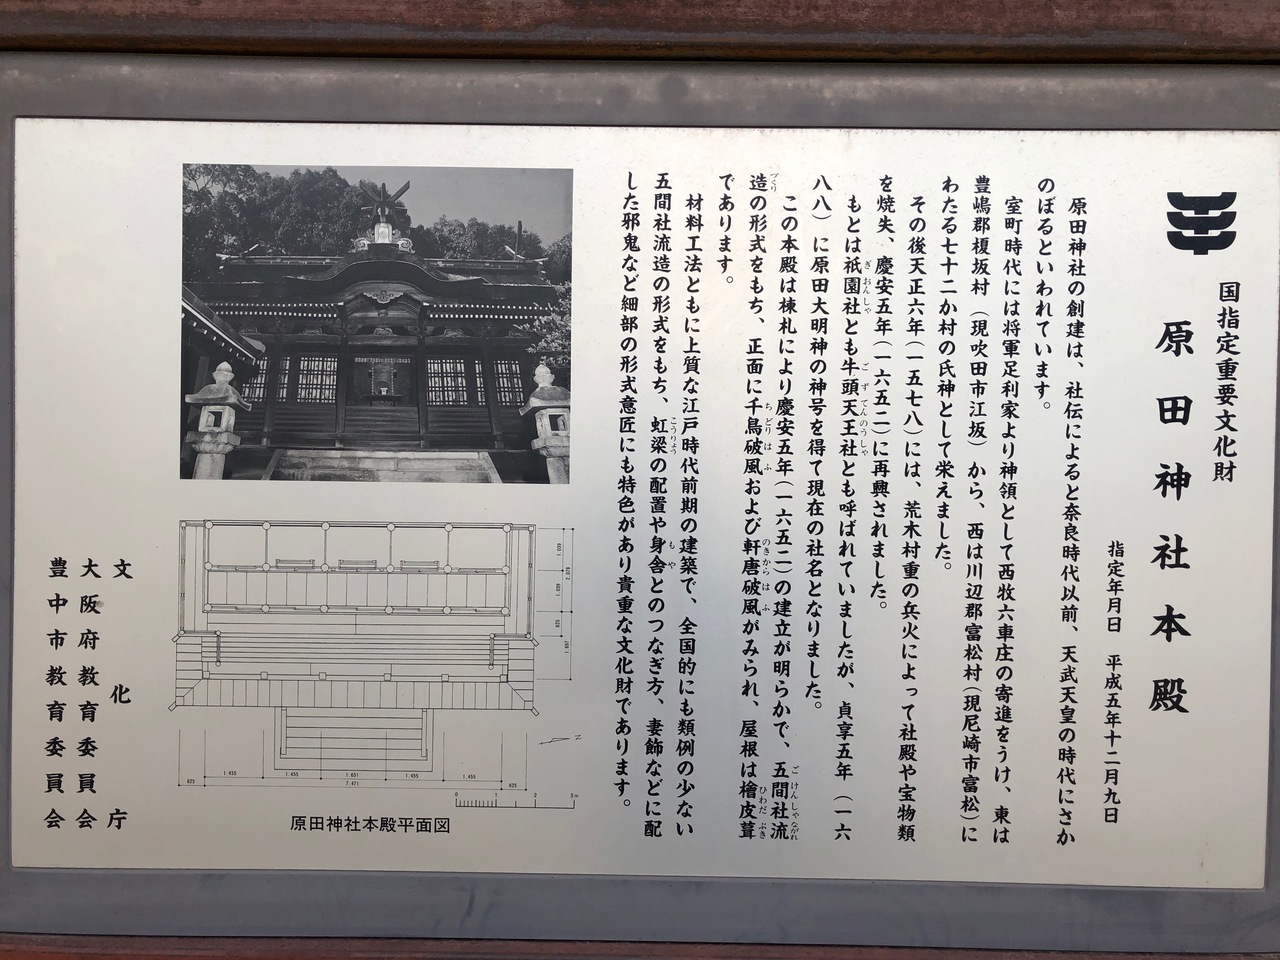 国指定重要文化財
原田神社本殿
指定年月日 平成五年十二月九日
原田神社の創建は、社伝によると奈良時代以前、天武天皇の時代にさか
のぼるといわれています。
室町時代には将軍足利家より神領として西牧六車庄の寄進をうけ、東は
豊嶋郡榎坂村(現吹田市江坂)から、西は川辺郡富松村(現尼崎市富松)に
わたる七十二か村の氏神として栄えました。
その後天正六年(一五七八)には、荒木村重の兵火によって社殿や宝物類
を焼失、慶安五年(一六五二)に再興されました。
もとは祇園社とも牛頭天王社とも呼ばれていましたが、貞享五年(一六
八八)に原田大明神の神号を得て現在の社名となりました。
この本殿は棟札により慶安五年(一六五二)の建立が明らかで、五間社流
造の形式をもち、正面に千鳥破風および軒唐破風がみられ、屋根は檜皮葺
であります。
材料工法ともに上質な江戸時代前期の建築で、全国的にも類例の少ない
五間社流造の形式をもち、虹梁の配置や身舎とのつなぎ方、妻飾などに配
した邪鬼など細部の形式意匠にも特色があり貴重な文化財であります。
文化庁
大阪府教育委員会
豊中市教育委員会
原田神社本殿平面図
625 1.455 1.455 1.651 1.455 1.455 625
7.471
0 1 2 3m